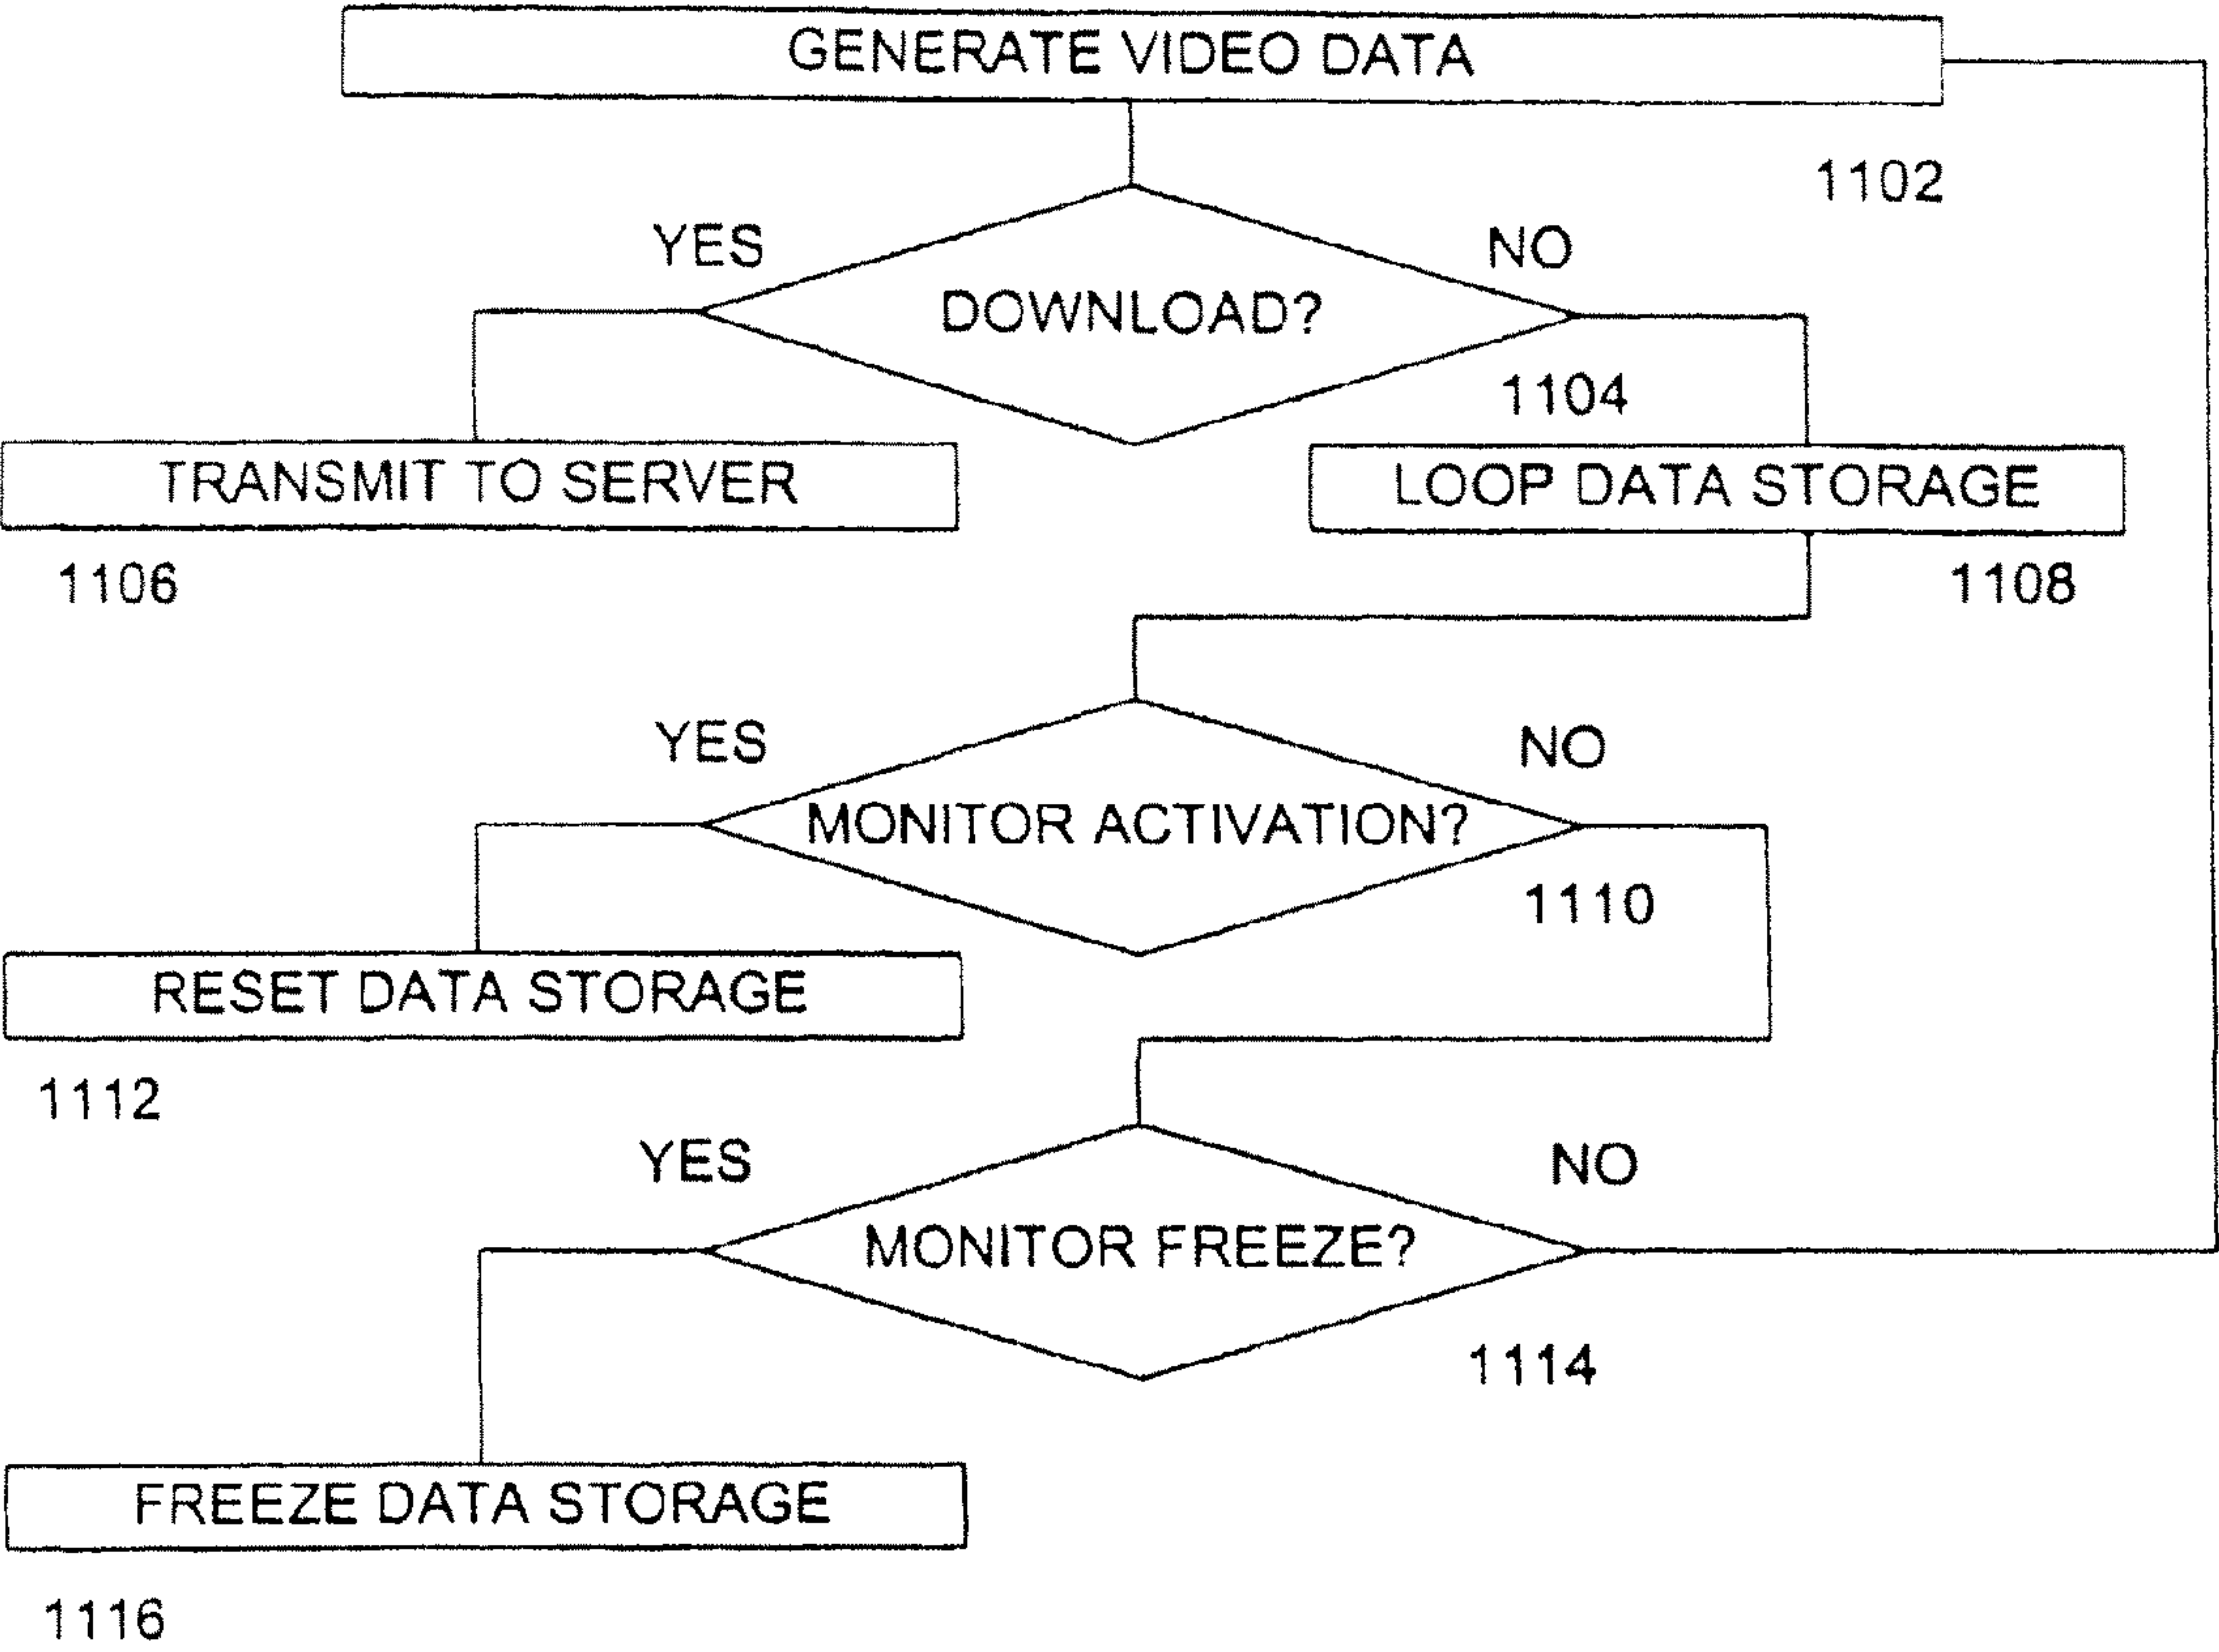 GENERATE VIDEO DATA
1102
YES
NO
DOWNLOAD?
1104
TRANSMIT TO SERVER
LOOP DATA STORAGE
1106
1108
YES
NO
MONITOR ACTIVATION?
1110
RESET DATA STORAGE
1112
YES
NO
MONITOR FREEZE?
1114
FREEZE DATA STORAGE
1116